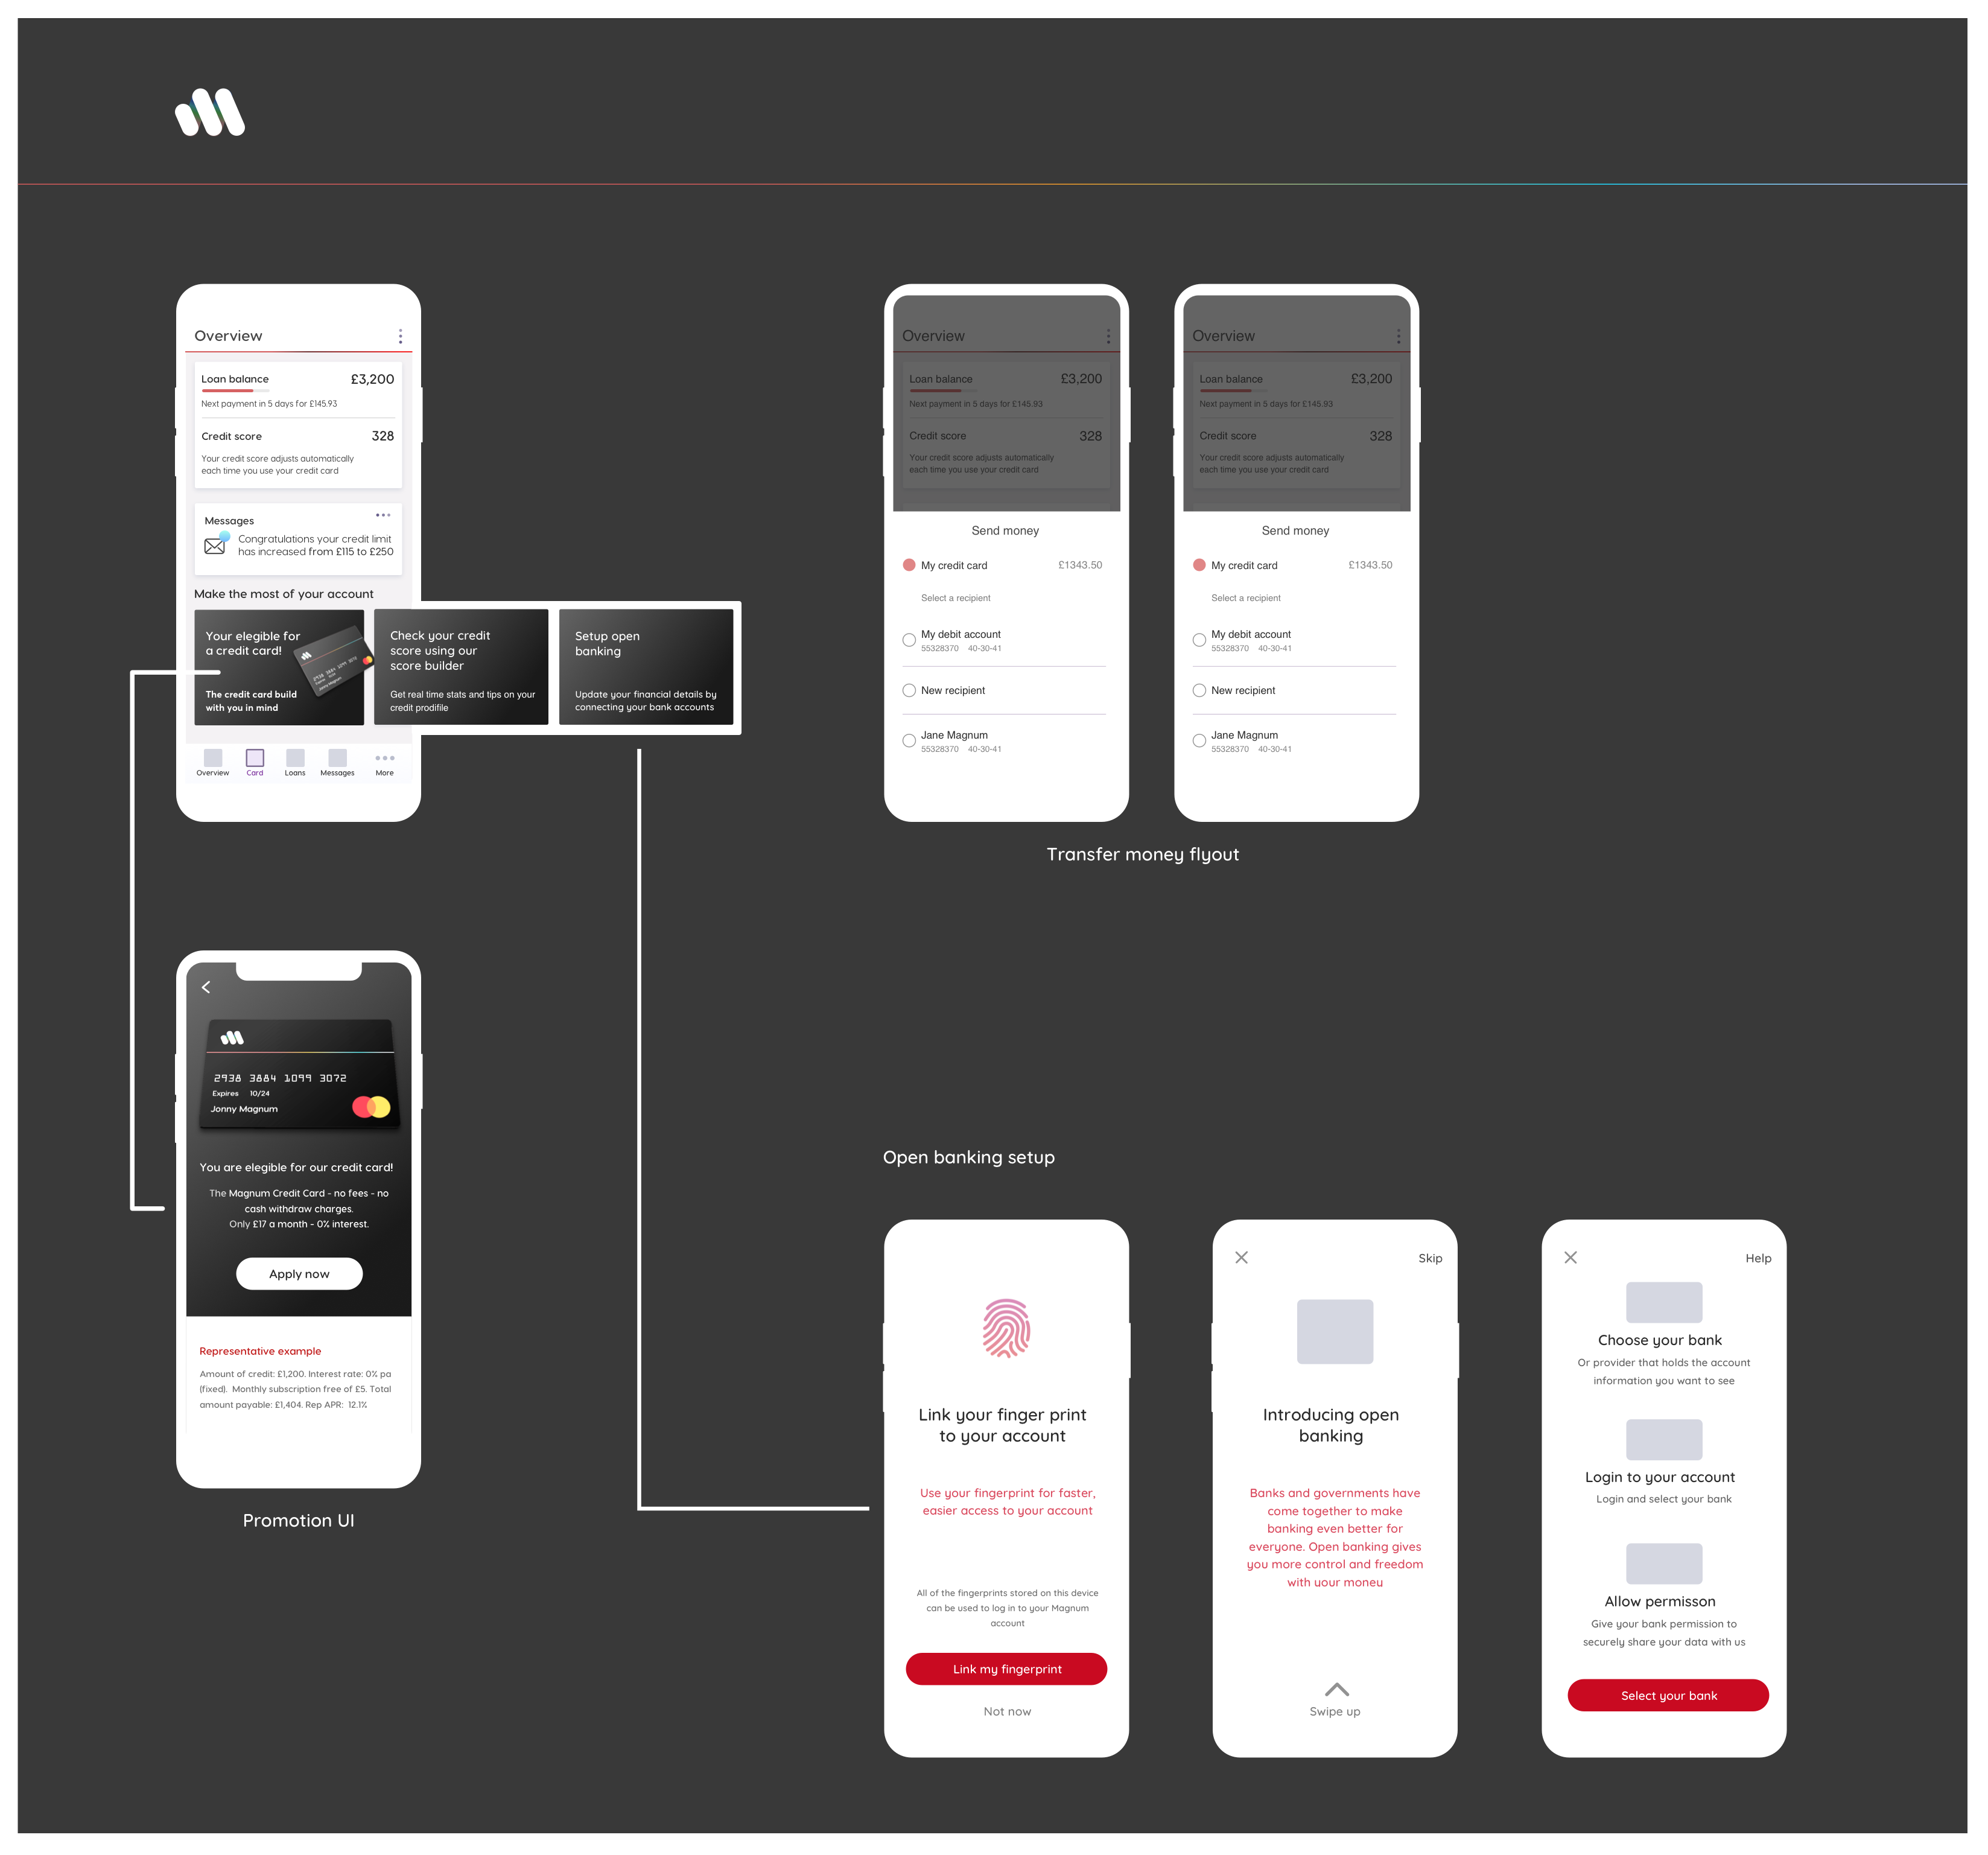 Overview
Loan balance £3,200
Next payment in 5 days for £145.93
Credit score 328
Your credit score adjusts automatically
each time you use your credit card
Messages
Congratulations your credit limit
has increased from £115 to £250
Make the most of your account
Your elegible for
a credit card!
The credit card build
with you in mind
2938 3884 1099 3072
Jonny Magnum
Check your credit
score using our
score builder
Get real time stats and tips on your
credit prodifile
Setup open
banking
Update your financial details by
connecting your bank accounts
Overview Card Loans Messages More
Overview
Loan balance £3,200
Next payment in 5 days for £145.93
Credit score 328
Your credit score adjusts automatically
each time you use your credit card
Send money
My credit card £1343.50
Select a recipient
My debit account
55328370 40-30-41
New recipient
Jane Magnum
55328370 40-30-41
Overview
Loan balance £3,200
Next payment in 5 days for £145.93
Credit score 328
Your credit score adjusts automatically
each time you use your credit card
Send money
My credit card £1343.50
Select a recipient
My debit account
55328370 40-30-41
New recipient
Jane Magnum
55328370 40-30-41
Transfer money flyout
2938 3884 1099 3072
Expires 10/24
Jonny Magnum
You are elegible for our credit card!
The Magnum Credit Card - no fees - no
cash withdraw charges.
Only £17 a month - 0% interest.
Apply now
Representative example
Amount of credit: £1,200. Interest rate: 0% pa
(fixed). Monthly subscription free of £5. Total
amount payable: £1,404. Rep APR: 12.1%
Promotion UI
Open banking setup
Link your finger print
to your account
Use your fingerprint for faster,
easier access to your account
All of the fingerprints stored on this device
can be used to log in to your Magnum
account
Link my fingerprint
Not now
Skip
Introducing open
banking
Banks and governments have
come together to make
banking even better for
everyone. Open banking gives
you more control and freedom
with your moneu
Swipe up
Help
Choose your bank
Or provider that holds the account
information you want to see
Login to your account
Login and select your bank
Allow permisson
Give your bank permission to
securely share your data with us
Select your bank